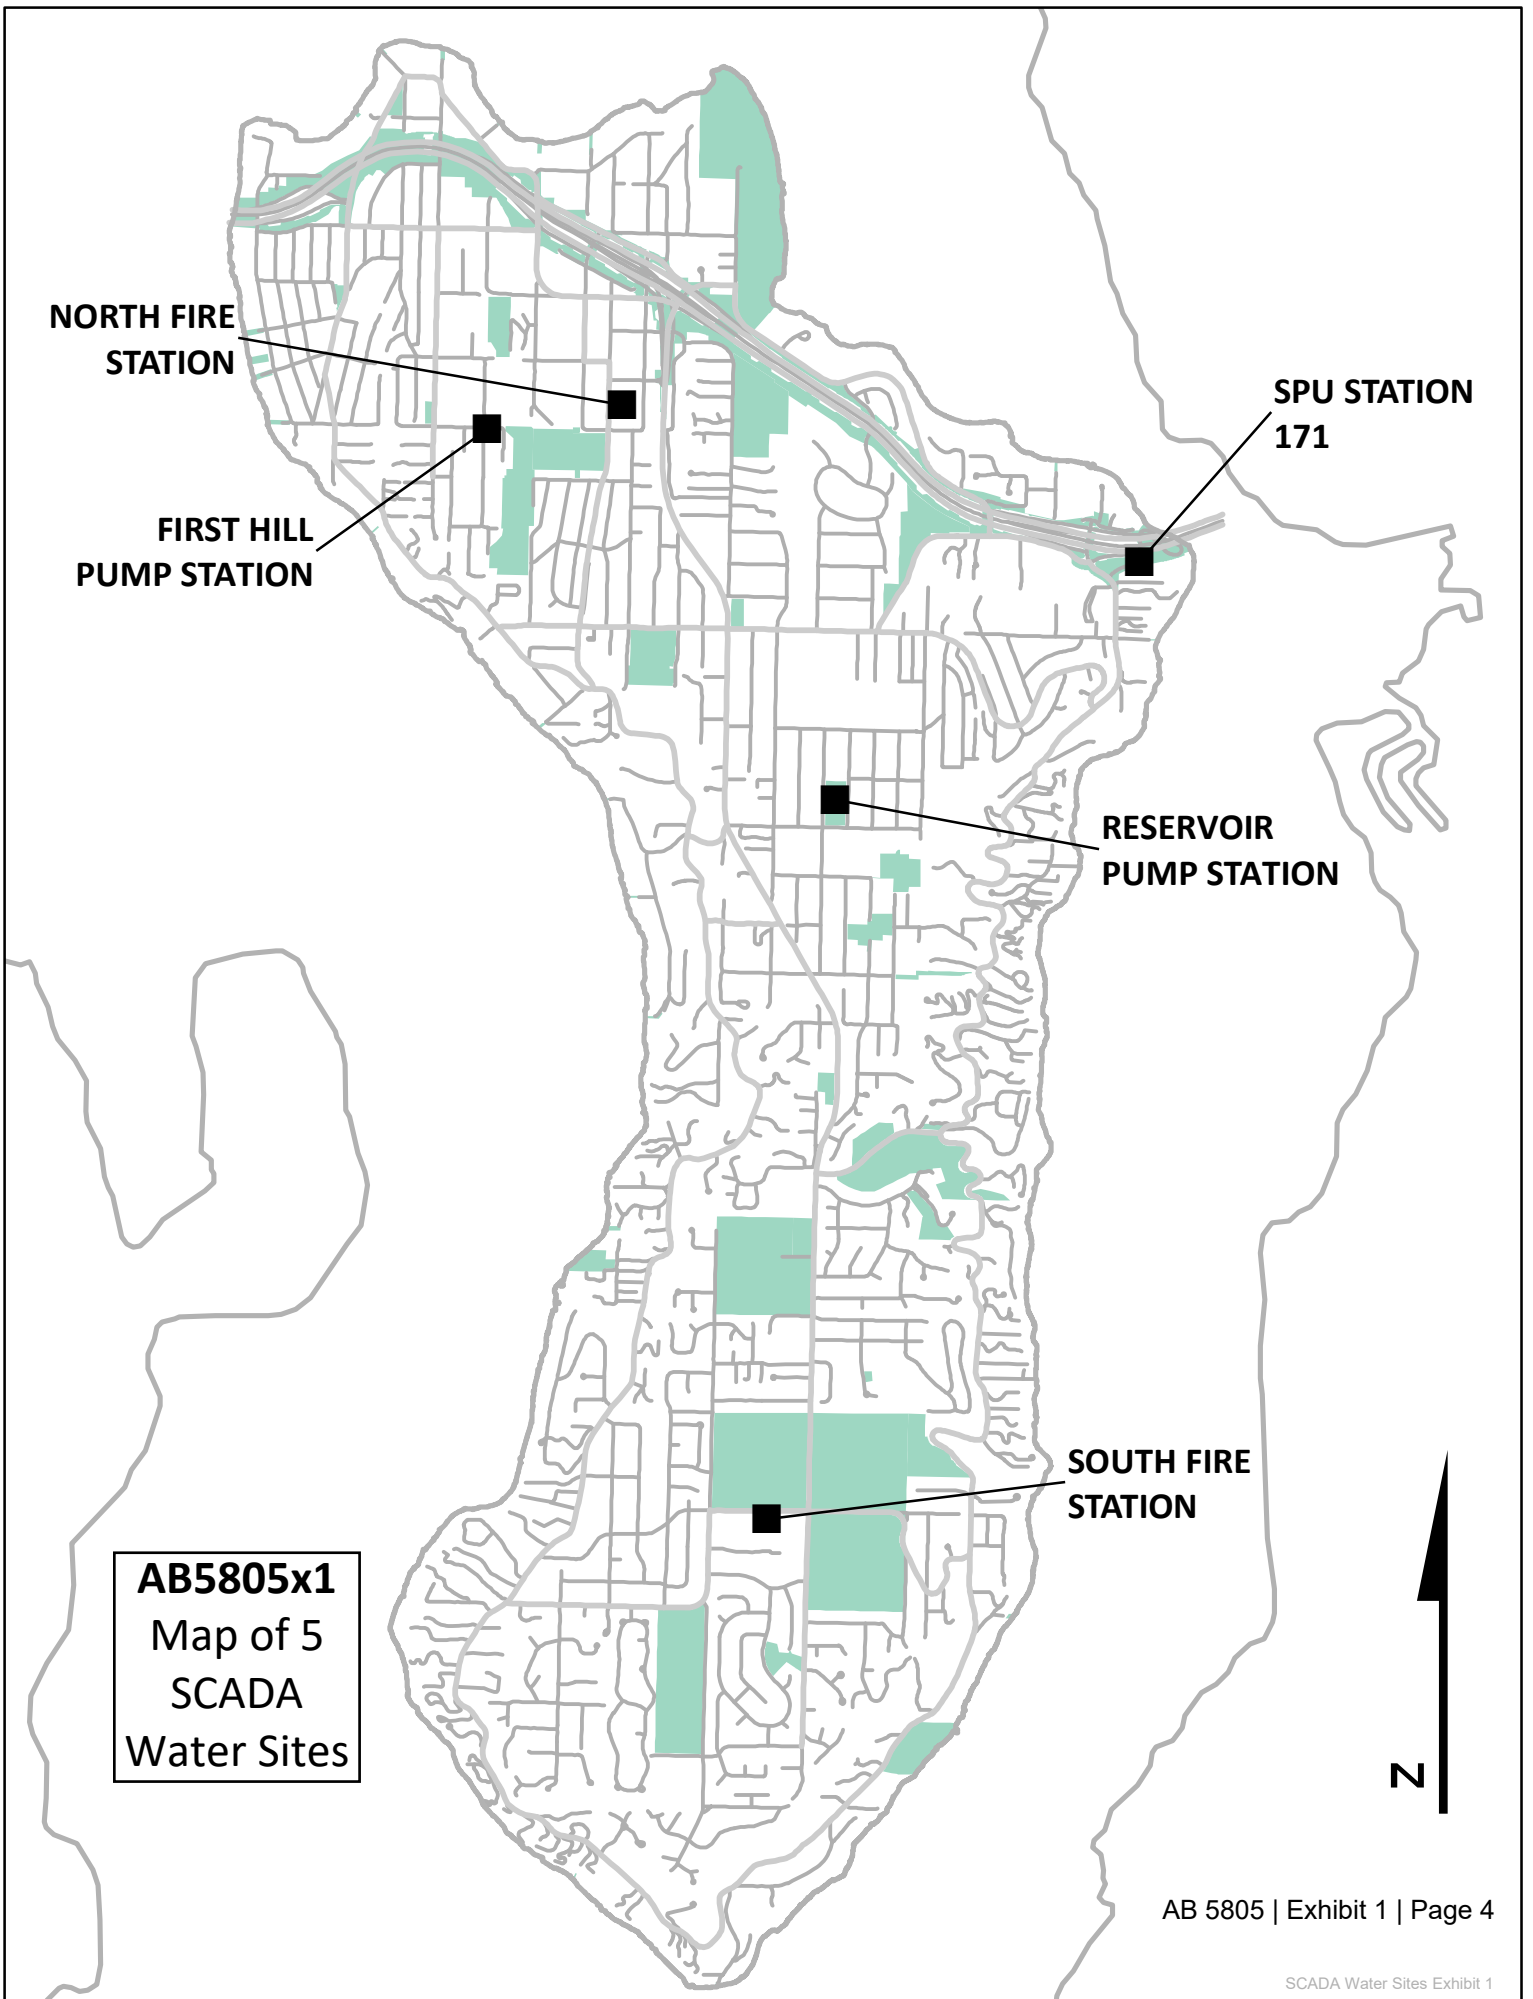 NORTH FIRE
STATION
SPU STATION
171
FIRST HILL
PUMP STATION
RESERVOIR
PUMP STATION
SOUTH FIRE
STATION
AB5805x1
Map of 5
SCADA
Water Sites
N
AB 5805 | Exhibit 1 | Page 4
SCADA Water Sites Exhibit 1